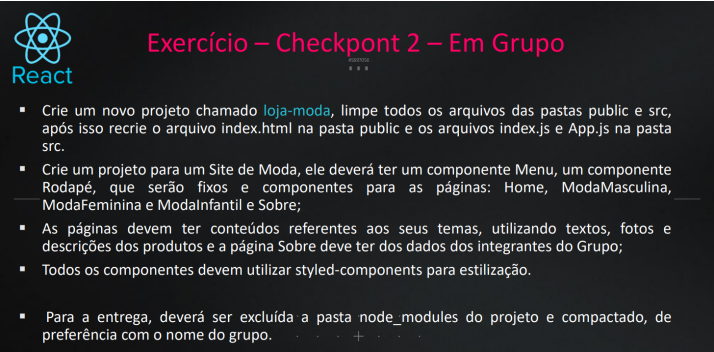 Exercício – Checkpont 2 – Em Grupo
React
▪ Crie um novo projeto chamado loja-moda, limpe todos os arquivos das pastas public e src,
após isso recrie o arquivo index.html na pasta public e os arquivos index.js e App.js na pasta
src.
▪ Crie um projeto para um Site de Moda, ele deverá ter um componente Menu, um componente
Rodapé, que serão fixos e componentes para as páginas: Home, ModaMasculina,
ModaFeminina e ModaInfantil e Sobre;
▪ As páginas devem ter conteúdos referentes aos seus temas, utilizando textos, fotos e
descrições dos produtos e a página Sobre deve ter dos dados dos integrantes do Grupo;
▪ Todos os componentes devem utilizar styled-components para estilização.
▪ Para a entrega, deverá ser excluída a pasta node_modules do projeto e compactado, de
preferência com o nome do grupo.